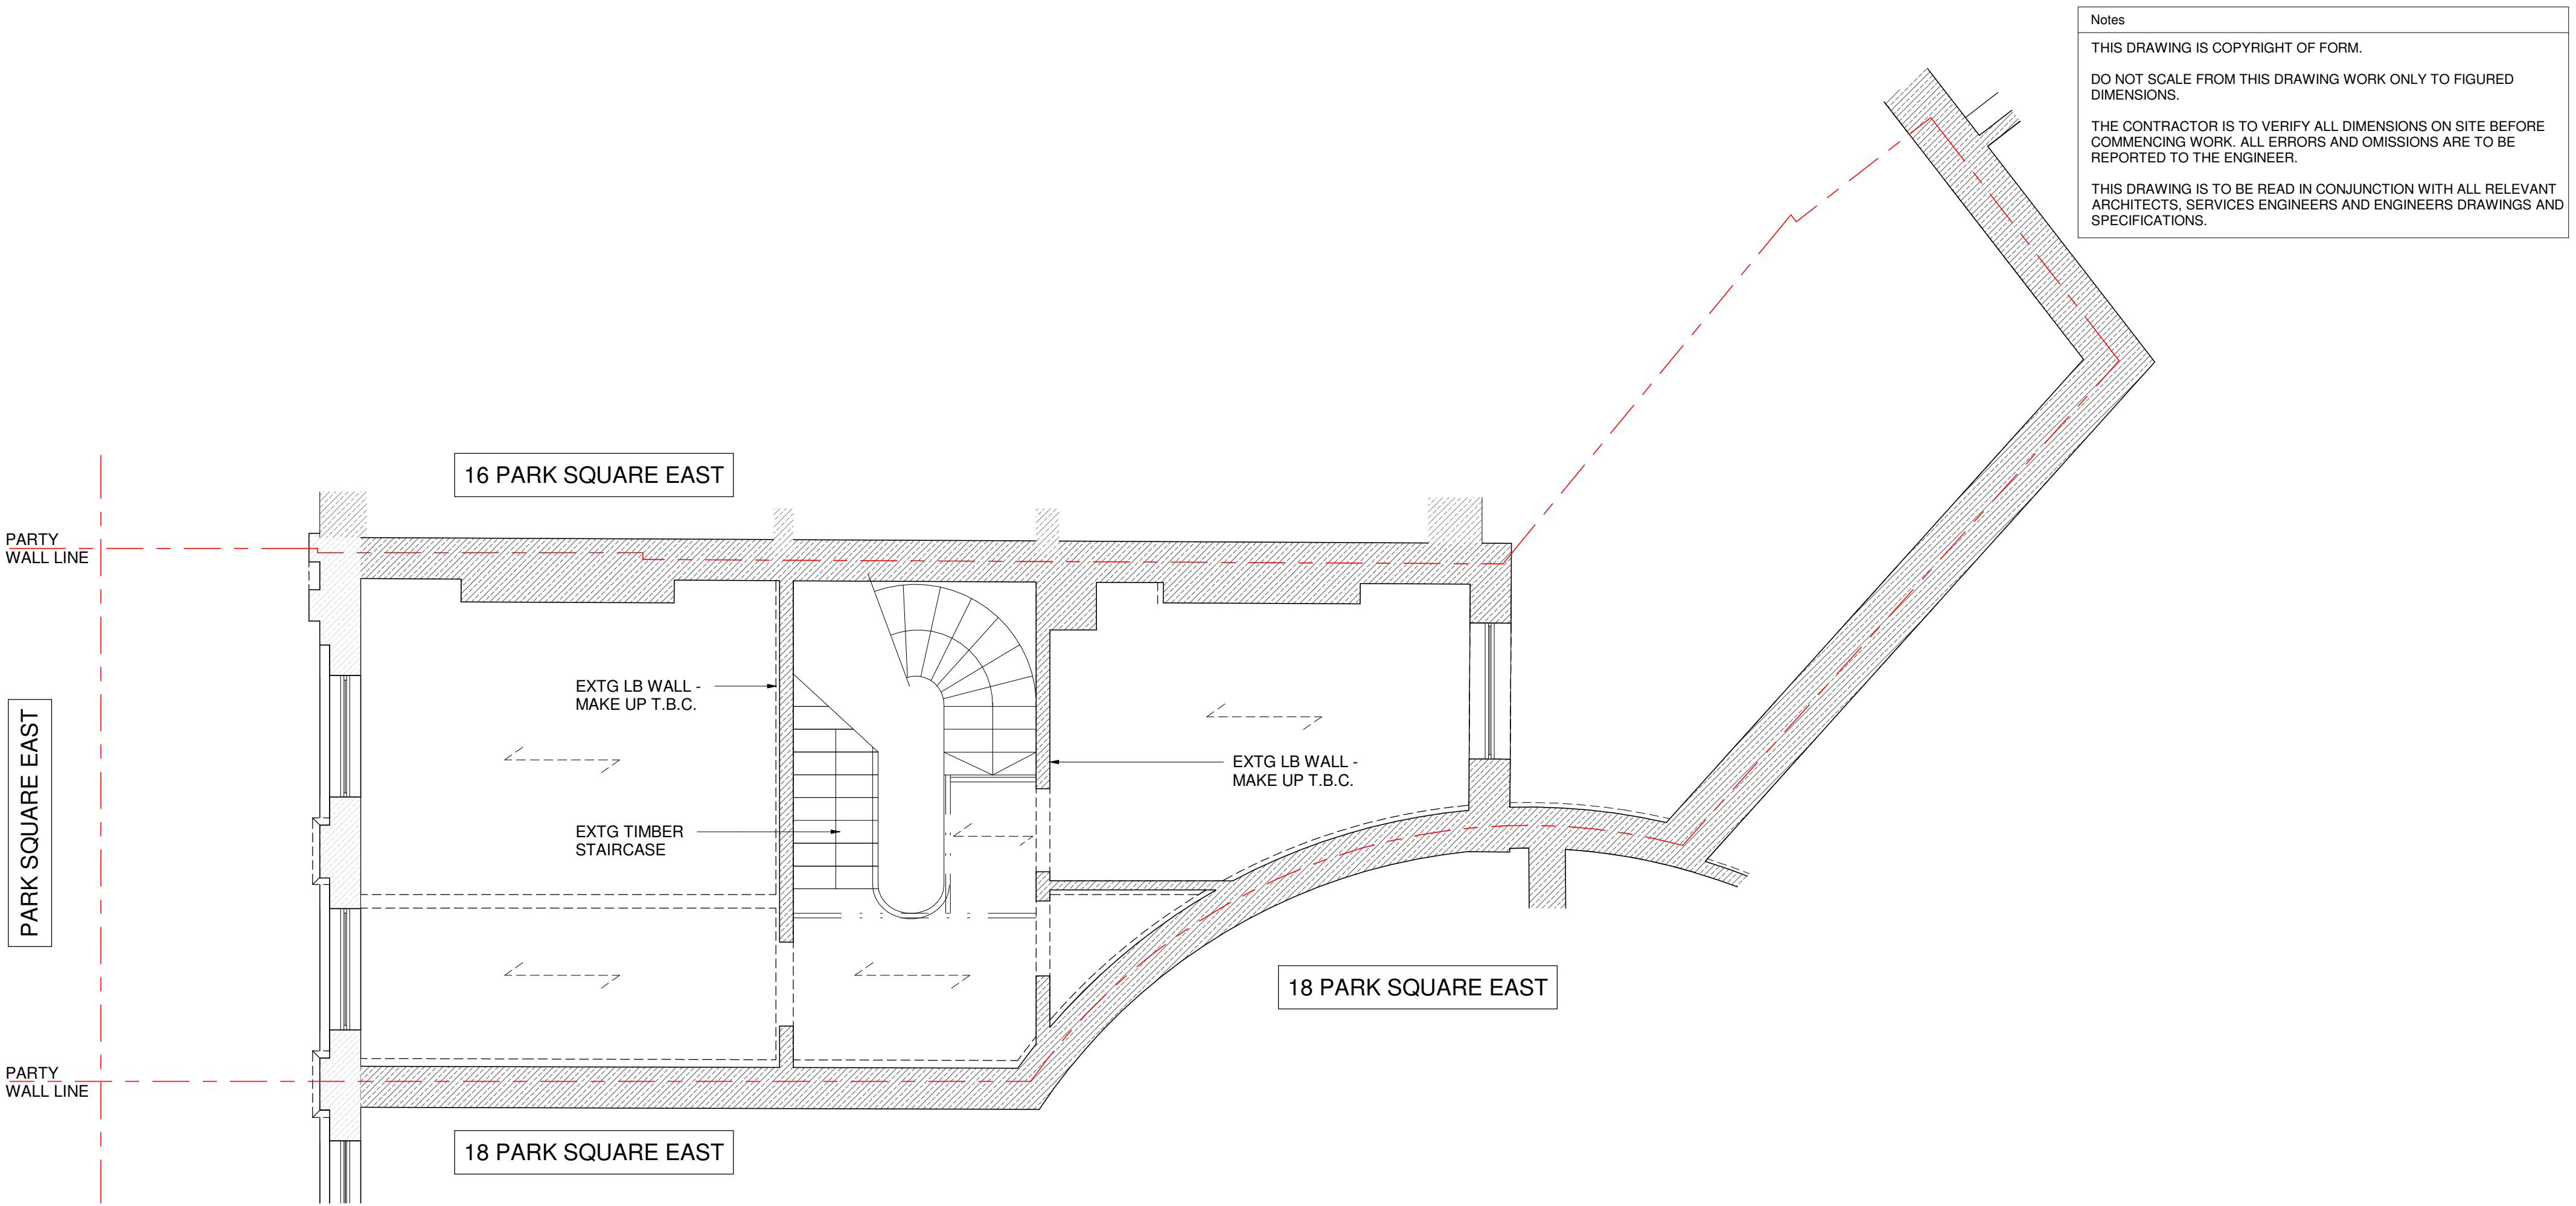 Notes
THIS DRAWING IS COPYRIGHT OF FORM.
DO NOT SCALE FROM THIS DRAWING WORK ONLY TO FIGURED
DIMENSIONS.
THE CONTRACTOR IS TO VERIFY ALL DIMENSIONS ON SITE BEFORE
COMMENCING WORK. ALL ERRORS AND OMISSIONS ARE TO BE
REPORTED TO THE ENGINEER.
THIS DRAWING IS TO BE READ IN CONJUNCTION WITH ALL RELEVANT
ARCHITECTS, SERVICES ENGINEERS AND ENGINEERS DRAWINGS AND
SPECIFICATIONS.
16 PARK SQUARE EAST
PARTY
WALL LINE
EXTG LB WALL -
MAKE UP T.B.C.
EXTG LB WALL -
MAKE UP T.B.C.
PARK SQUARE EAST
EXTG TIMBER
STAIRCASE
18 PARK SQUARE EAST
PARTY
WALL LINE
18 PARK SQUARE EAST